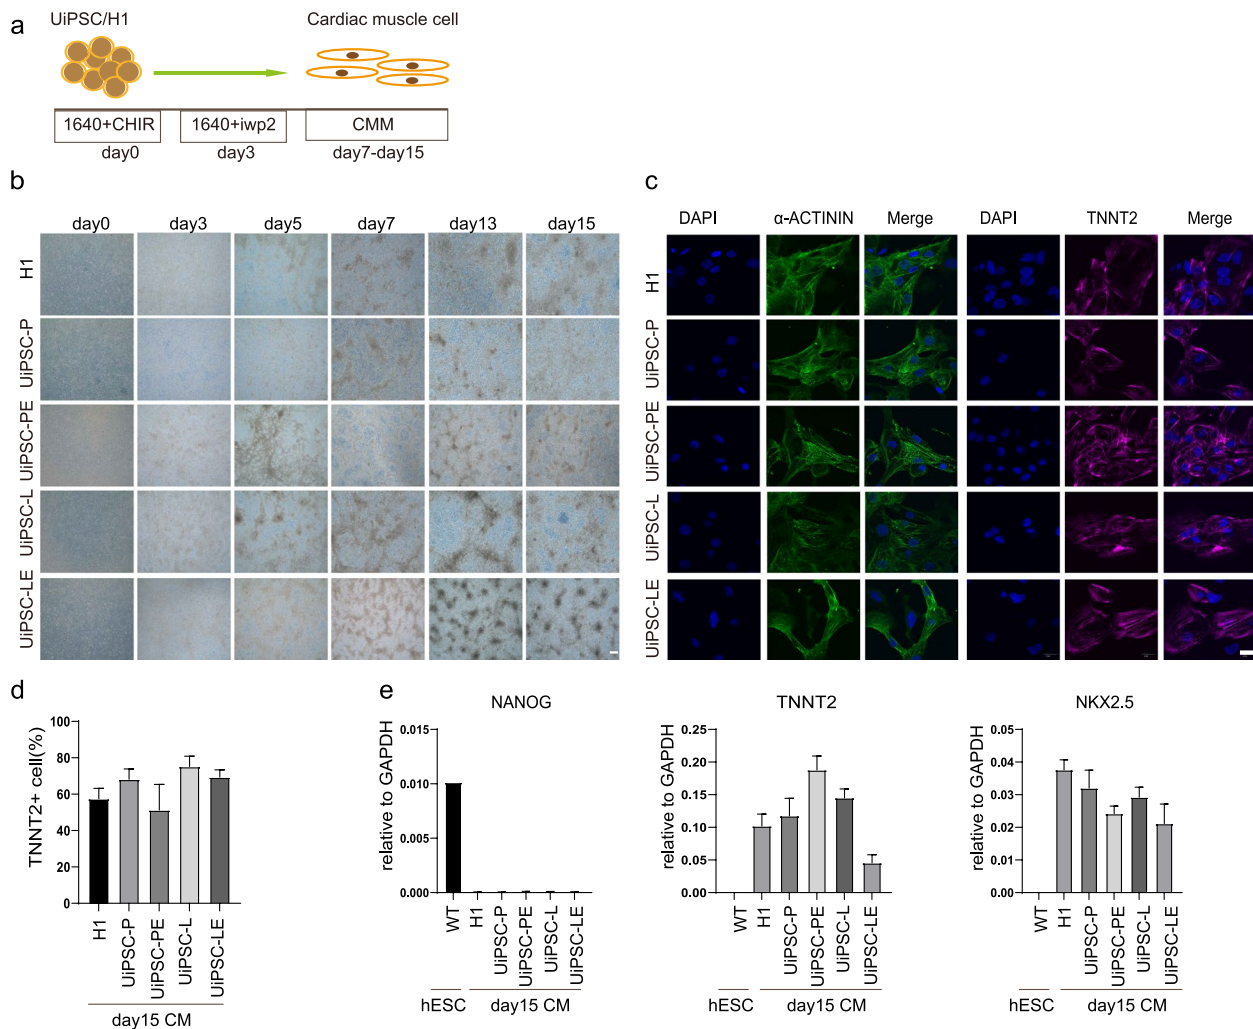 a
UiPSC/H1
Cardiac muscle cell
1640+CHIR
1640+iwp2
CMM
day0
day3
day7-day15
b
day0
day3
day5
day7
day13
day15
H1
UiPSC-P
UiPSC-PE
UiPSC-L
UiPSC-LE
c
DAPI
α-ACTININ
Merge
DAPI
TNNT2
Merge
H1
UiPSC-P
UiPSC-PE
UiPSC-L
UiPSC-LE
d
TNNT2+ cell(%)
100
80
60
40
20
0
H1
UiPSC-P
UiPSC-PE
UiPSC-L
UiPSC-LE
day15 CM
e
NANOG
relative to GAPDH
0.015
0.010
0.005
0.000
WT
H1
UiPSC-P
UiPSC-PE
UiPSC-L
UiPSC-LE
hESC
day15 CM
TNNT2
relative to GAPDH
0.25
0.20
0.15
0.10
0.05
0.00
WT
H1
UiPSC-P
UiPSC-PE
UiPSC-L
UiPSC-LE
hESC
day15 CM
NKX2.5
relative to GAPDH
0.05
0.04
0.03
0.02
0.01
0.00
WT
H1
UiPSC-P
UiPSC-PE
UiPSC-L
UiPSC-LE
hESC
day15 CM